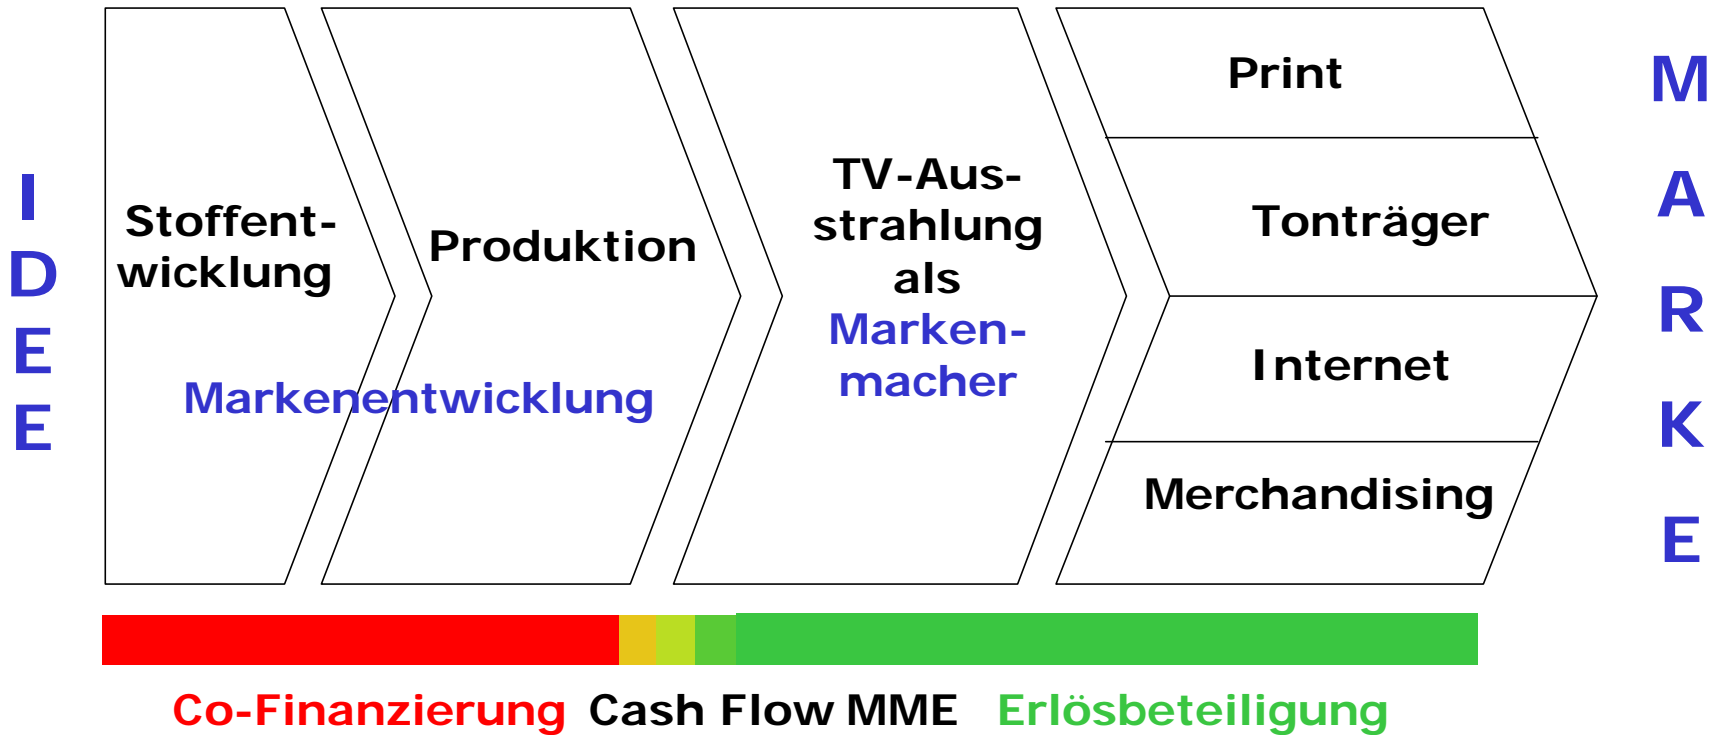 IDEE
Stoffent-
wicklung
Produktion
Markenentwicklung
TV-Aus-
strahlung
als
Marken-
macher
Print
Tonträger
Internet
Merchandising
MARKE
Co-Finanzierung Cash Flow MME Erlösbeteiligung